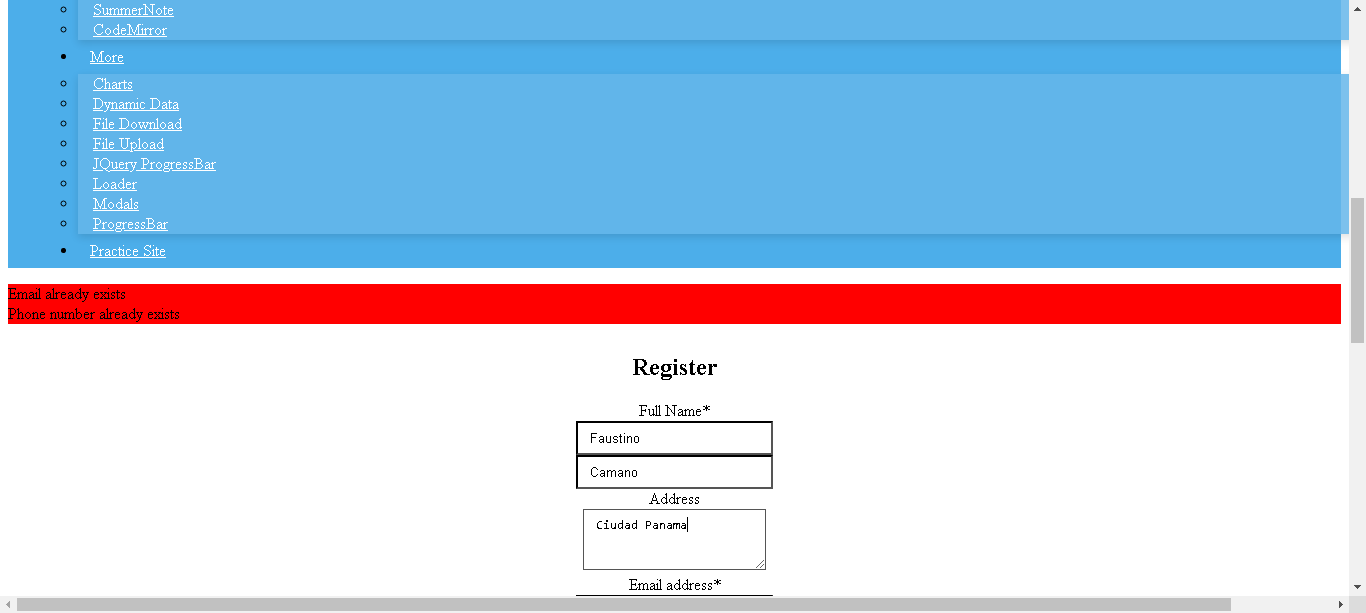 SummerNote
CodeMirror
More
Charts
Dynamic Data
File Download
File Upload
JQuery ProgressBar
Loader
Modals
ProgressBar
Practice Site
Email already exists
Phone number already exists
Register
Full Name*
Faustino
Camano
Address
Ciudad Panama
Email address*